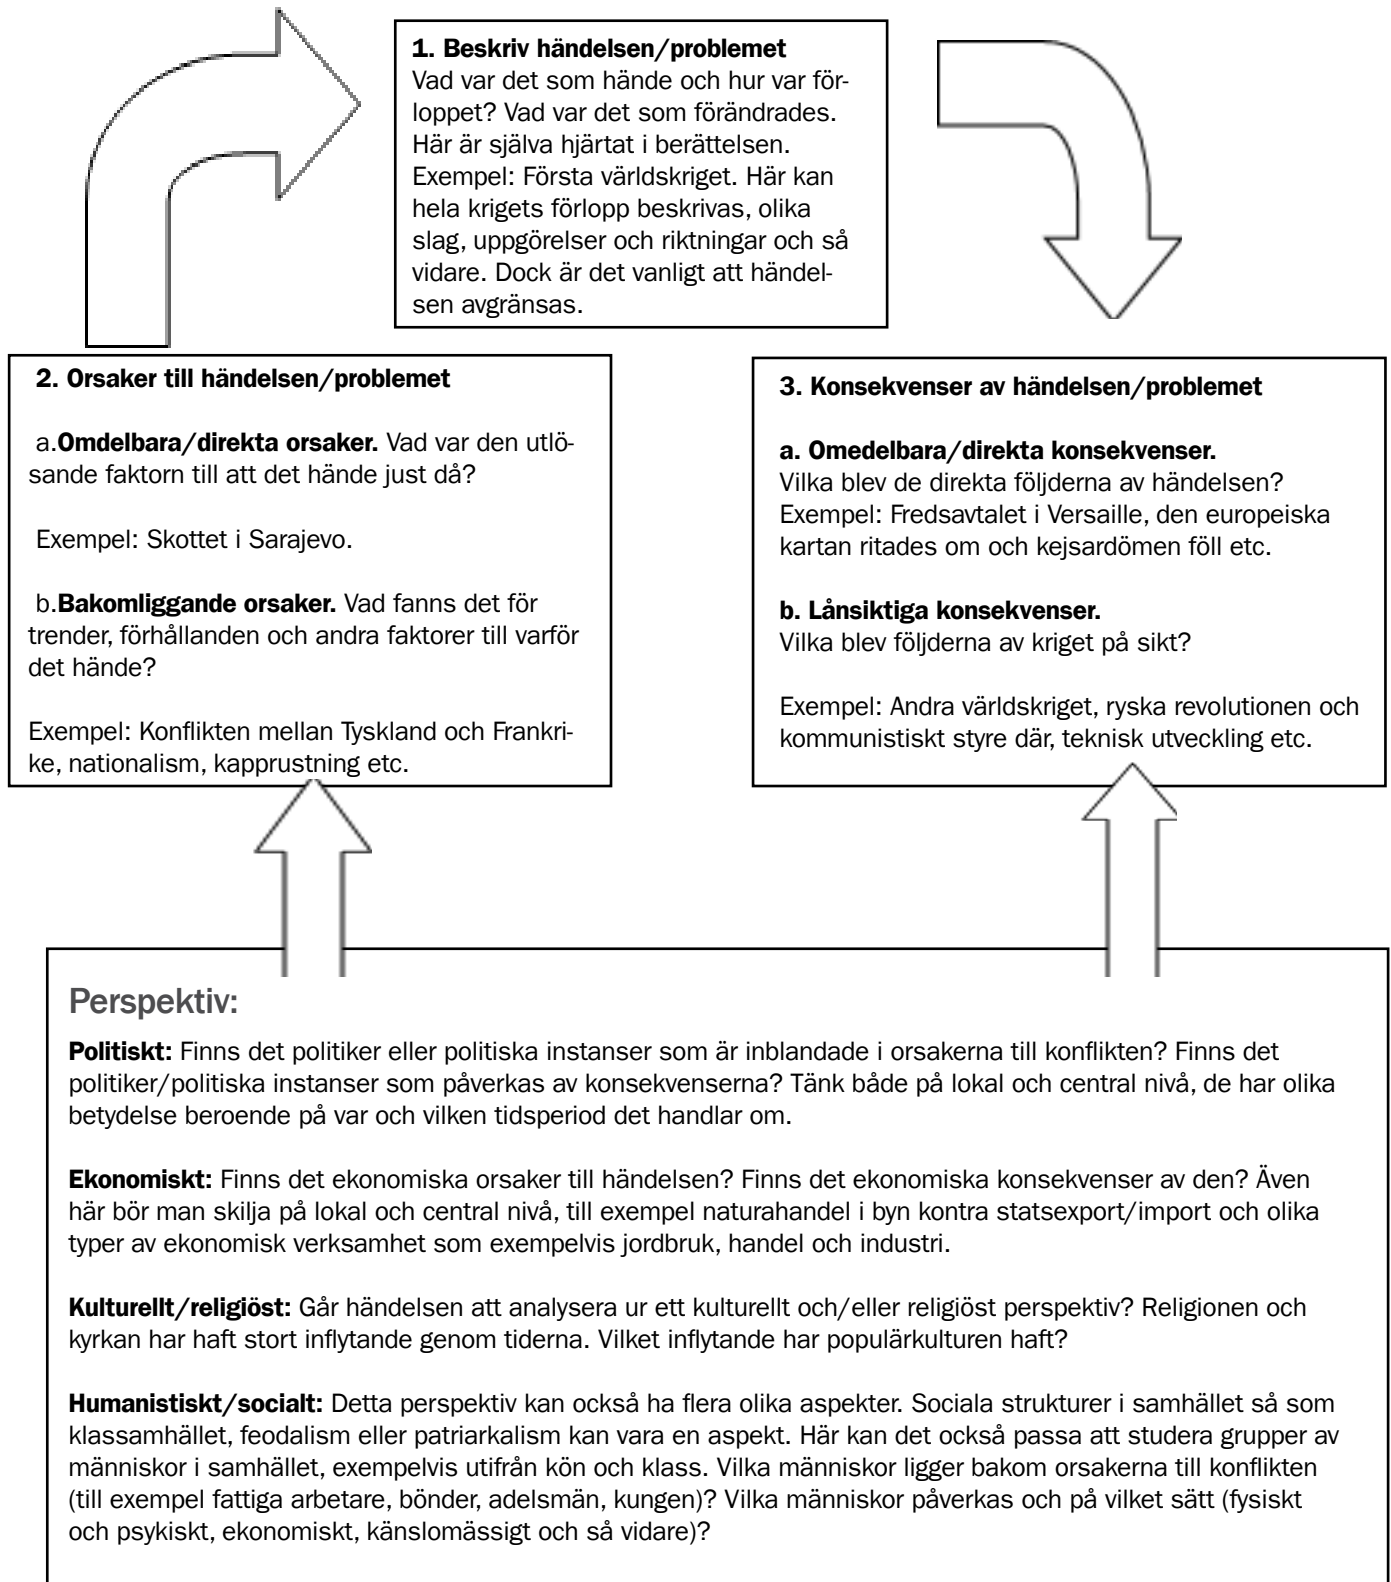 1. Beskriv händelsen/problemet
Vad var det som hände och hur var för-
loppet? Vad var det som förändrades.
Här är själva hjärtat i berättelsen.
Exempel: Första världskriget. Här kan
hela krigets förlopp beskrivas, olika
slag, uppgörelser och riktningar och så
vidare. Dock är det vanligt att händel-
sen avgränsas.
2. Orsaker till händelsen/problemet
a.Omdelbara/direkta orsaker. Vad var den utlö-
sande faktorn till att det hände just då?
Exempel: Skottet i Sarajevo.
b.Bakomliggande orsaker. Vad fanns det för
trender, förhållanden och andra faktorer till varför
det hände?
Exempel: Konflikten mellan Tyskland och Frankri-
ke, nationalism, kapprustning etc.
3. Konsekvenser av händelsen/problemet
a. Omedelbara/direkta konsekvenser.
Vilka blev de direkta följderna av händelsen?
Exempel: Fredsavtalet i Versaille, den europeiska
kartan ritades om och kejsardömen föll etc.
b. Lånsiktiga konsekvenser.
Vilka blev följderna av kriget på sikt?
Exempel: Andra världskriget, ryska revolutionen och
kommunistiskt styre där, teknisk utveckling etc.
Perspektiv:
Politiskt: Finns det politiker eller politiska instanser som är inblandade i orsakerna till konflikten? Finns det
politiker/politiska instanser som påverkas av konsekvenserna? Tänk både på lokal och central nivå, de har olika
betydelse beroende på var och vilken tidsperiod det handlar om.
Ekonomiskt: Finns det ekonomiska orsaker till händelsen? Finns det ekonomiska konsekvenser av den? Även
här bör man skilja på lokal och central nivå, till exempel naturahandel i byn kontra statsexport/import och olika
typer av ekonomisk verksamhet som exempelvis jordbruk, handel och industri.
Kulturellt/religiöst: Går händelsen att analysera ur ett kulturellt och/eller religiöst perspektiv? Religionen och
kyrkan har haft stort inflytande genom tiderna. Vilket inflytande har populärkulturen haft?
Humanistiskt/socialt: Detta perspektiv kan också ha flera olika aspekter. Sociala strukturer i samhället så som
klassamhället, feodalism eller patriarkalism kan vara en aspekt. Här kan det också passa att studera grupper av
människor i samhället, exempelvis utifrån kön och klass. Vilka människor ligger bakom orsakerna till konflikten
(till exempel fattiga arbetare, bönder, adelsmän, kungen)? Vilka människor påverkas och på vilket sätt (fysiskt
och psykiskt, ekonomiskt, känslomässigt och så vidare)?